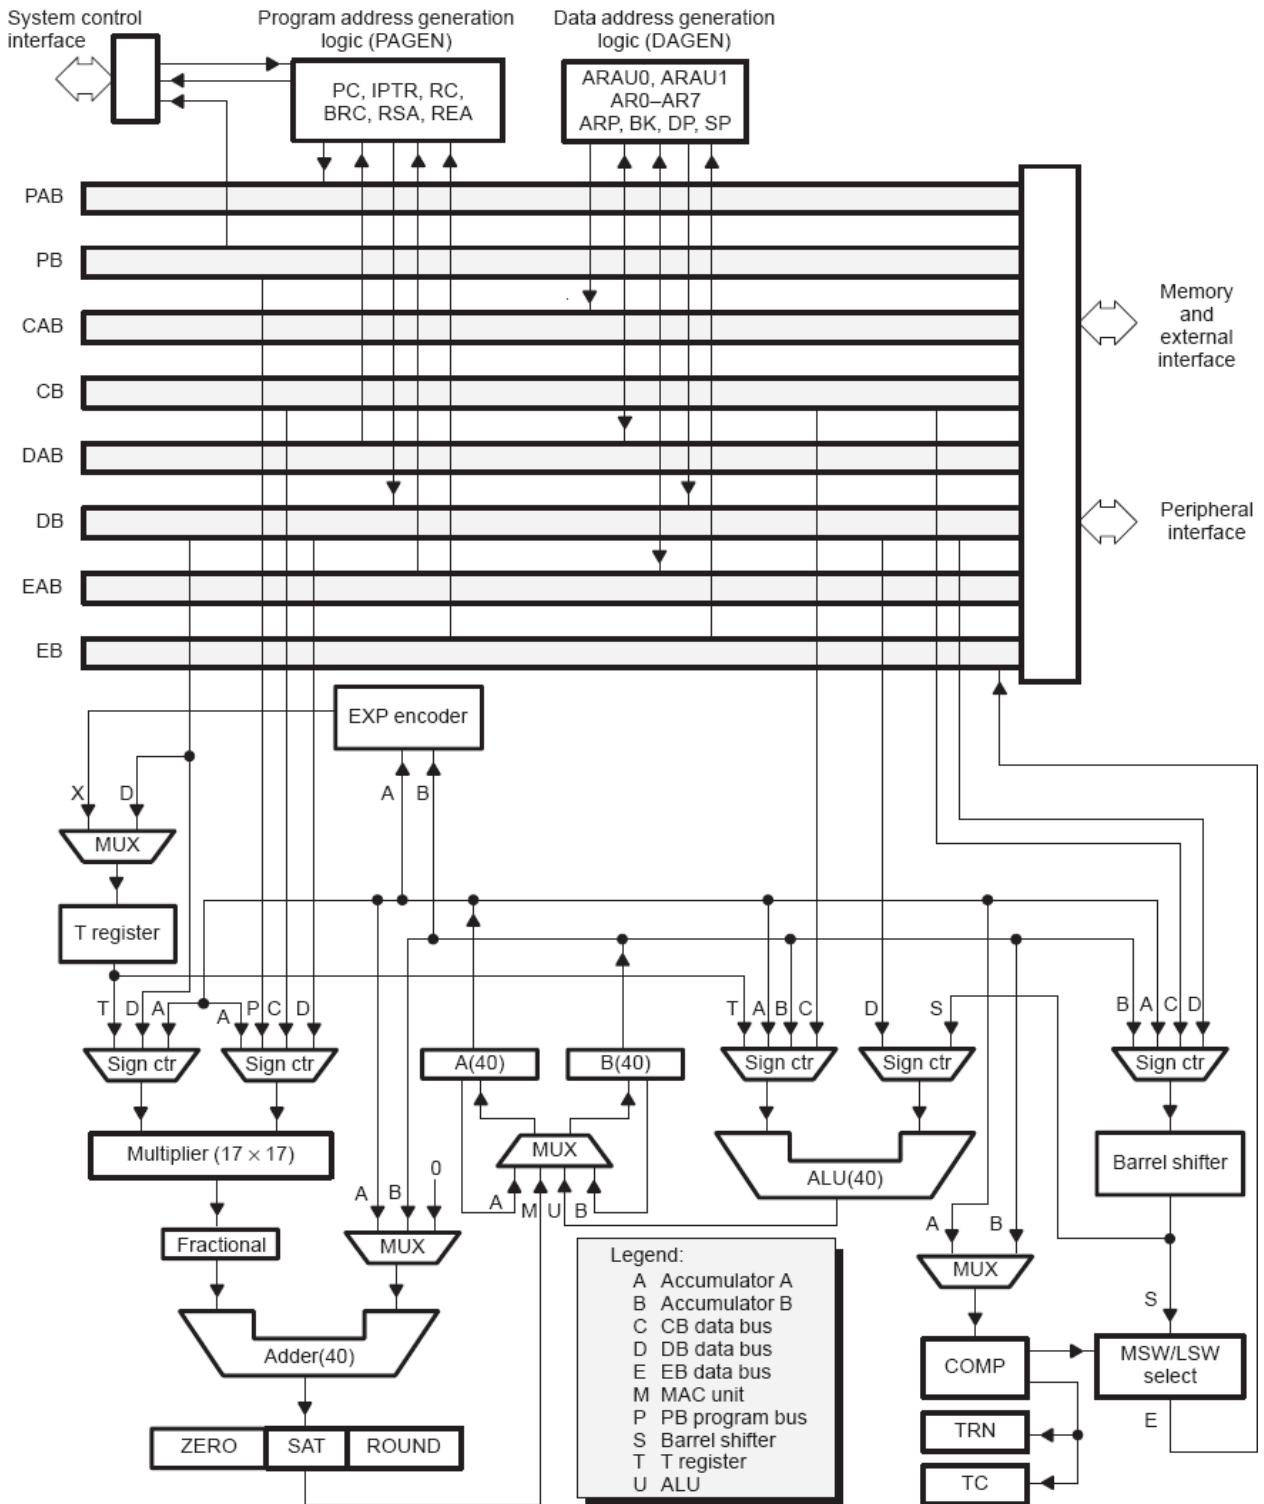 System control
interface
Program address generation
logic (PAGEN)
Data address generation
logic (DAGEN)
PC, IPTR, RC,
BRC, RSA, REA
ARAU0, ARAU1
AR0–AR7
ARP, BK, DP, SP
PAB
PB
CAB
CB
DAB
DB
EAB
EB
Memory
and
external
interface
Peripheral
interface
EXP encoder
X D
A B
MUX
T register
T D A
A P C D
T A B C
D S
B A C D
Sign ctr
Sign ctr
A(40)
B(40)
Sign ctr
Sign ctr
Sign ctr
Multiplier (17 × 17)
MUX
ALU(40)
Barrel shifter
A B 0
A M U B
A B
Fractional
MUX
MUX
Adder(40)
Legend:
A Accumulator A
B Accumulator B
C CB data bus
D DB data bus
E EB data bus
M MAC unit
P PB program bus
S Barrel shifter
T T register
U ALU
S
COMP
MSW/LSW
select
E
TRN
TC
ZERO
SAT
ROUND